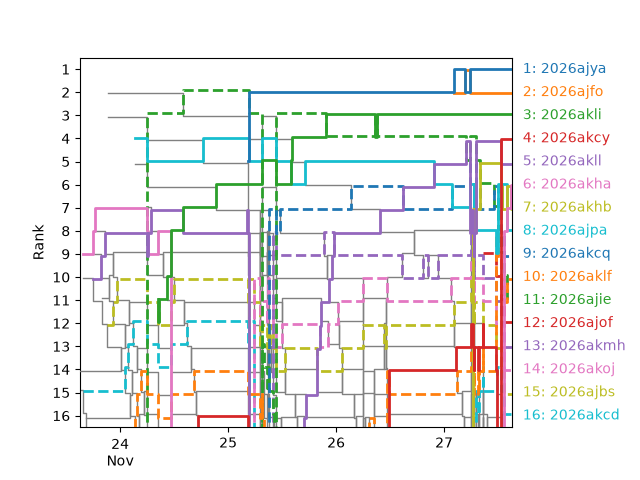 1
2
3
4
5
6
7
8
9
10
11
12
13
14
15
16
Rank
24
25
26
27
Nov
1: 2026ajya
2: 2026ajfo
3: 2026akli
4: 2026akcy
5: 2026akll
6: 2026akha
7: 2026akhb
8: 2026ajpa
9: 2026akcq
10: 2026aklf
11: 2026ajie
12: 2026ajof
13: 2026akmh
14: 2026akoj
15: 2026ajbs
16: 2026akcd